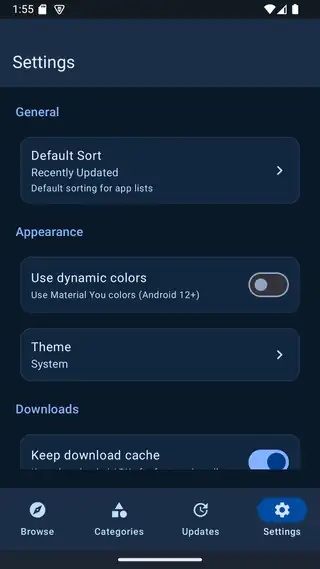 1:55
Settings
General
Default Sort
Recently Updated
Default sorting for app lists
Appearance
Use dynamic colors
Use Material You colors (Android 12+)
Theme
System
Downloads
Keep download cache
Browse
Categories
Updates
Settings